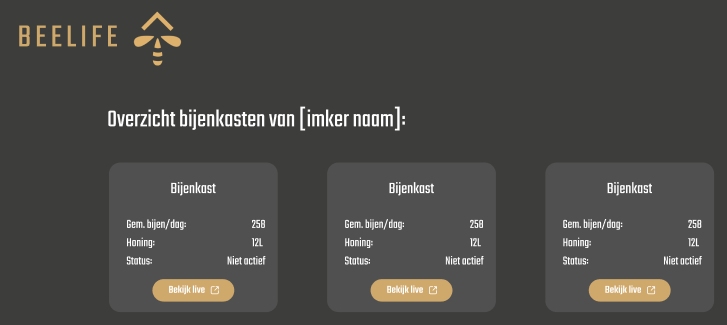 BEELIFE
Overzicht bijenkasten van [imker naam]:
Bijenkast
Gem. bijen/dag: 258
Honing: 12L
Status: Niet actief
Bekijk live
Bijenkast
Gem. bijen/dag: 258
Honing: 12L
Status: Niet actief
Bekijk live
Bijenkast
Gem. bijen/dag: 258
Honing: 12L
Status: Niet actief
Bekijk live